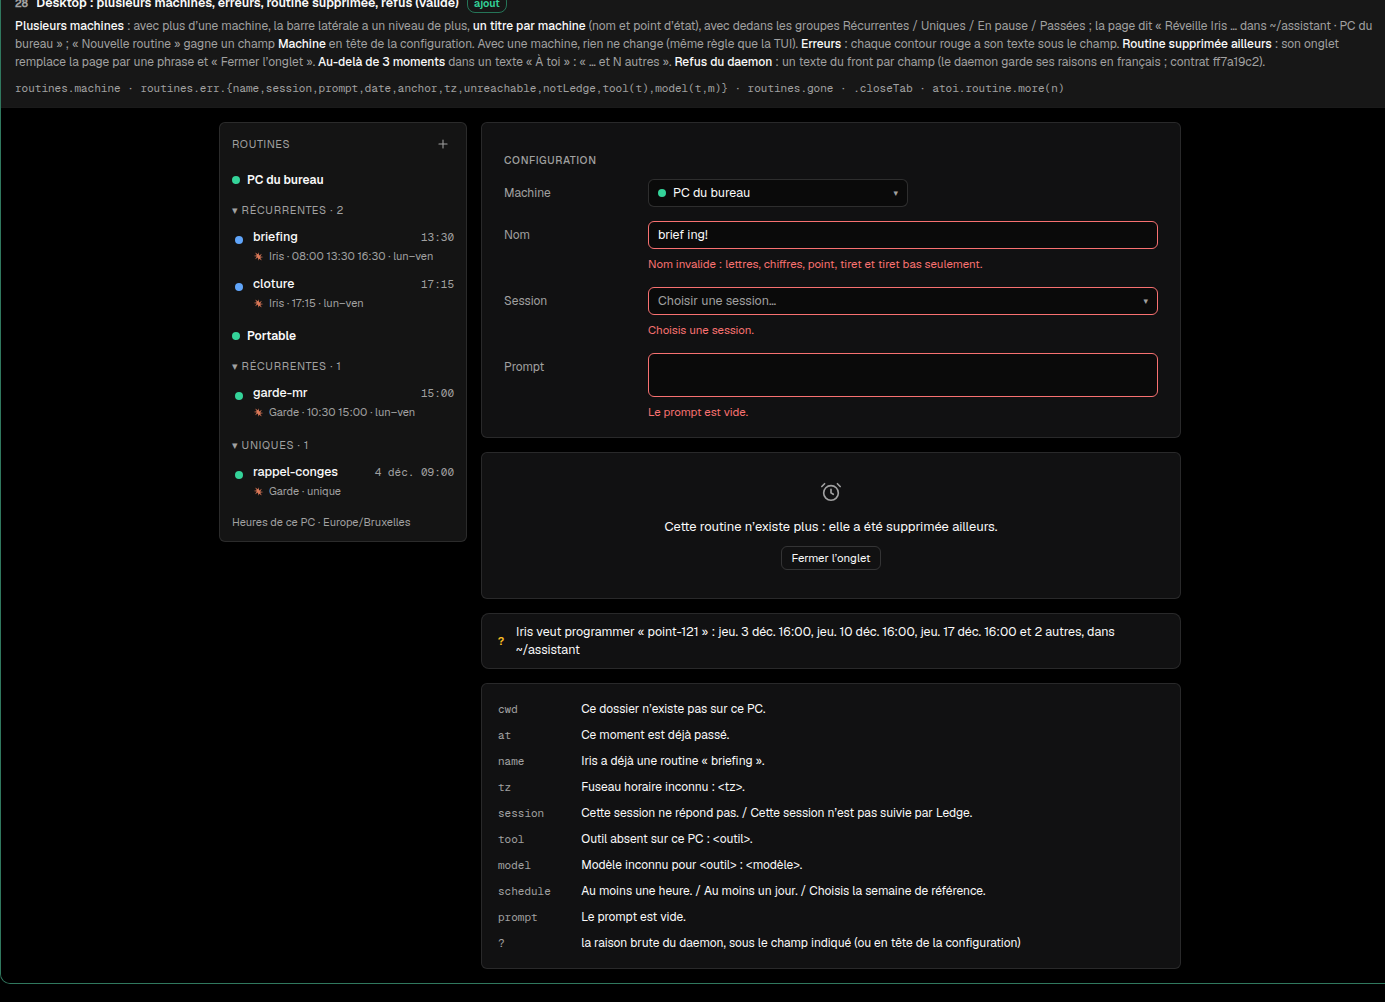 28 Desktop : plusieurs machines, erreurs, routine supprimée, refus (validé) ajout
Plusieurs machines : avec plus d’une machine, la barre latérale a un niveau de plus, un titre par machine (nom et point d’état), avec dedans les groupes Récurrentes / Uniques / En pause / Passées ; la page dit « Réveille Iris … dans ~/assistant · PC du
bureau » ; « Nouvelle routine » gagne un champ Machine en tête de la configuration. Avec une machine, rien ne change (même règle que la TUI). Erreurs : chaque contour rouge a son texte sous le champ. Routine supprimée ailleurs : son onglet
remplace la page par une phrase et « Fermer l’onglet ». Au-delà de 3 moments dans un texte « À toi » : « … et N autres ». Refus du daemon : un texte du front par champ (le daemon garde ses raisons en français ; contrat ff7a19c2).
routines.machine · routines.err.{name,session,prompt,date,anchor,tz,unreachable,notLedge,tool(t),model(t,m)} · routines.gone · .closeTab · atoi.routine.more(n)
ROUTINES +
PC du bureau
▾ RÉCURRENTES · 2
briefing 13:30
Iris · 08:00 13:30 16:30 · lun–ven
cloture 17:15
Iris · 17:15 · lun–ven
Portable
▾ RÉCURRENTES · 1
garde-mr 15:00
Garde · 10:30 15:00 · lun–ven
▾ UNIQUES · 1
rappel-conges 4 déc. 09:00
Garde · unique
Heures de ce PC · Europe/Bruxelles
CONFIGURATION
Machine PC du bureau ▾
Nom brief ing!
Nom invalide : lettres, chiffres, point, tiret et tiret bas seulement.
Session Choisir une session… ▾
Choisis une session.
Prompt
Le prompt est vide.
Cette routine n’existe plus : elle a été supprimée ailleurs.
Fermer l’onglet
? Iris veut programmer « point-121 » : jeu. 3 déc. 16:00, jeu. 10 déc. 16:00, jeu. 17 déc. 16:00 et 2 autres, dans
~/assistant
cwd Ce dossier n’existe pas sur ce PC.
at Ce moment est déjà passé.
name Iris a déjà une routine « briefing ».
tz Fuseau horaire inconnu : <tz>.
session Cette session ne répond pas. / Cette session n’est pas suivie par Ledge.
tool Outil absent sur ce PC : <outil>.
model Modèle inconnu pour <outil> : <modèle>.
schedule Au moins une heure. / Au moins un jour. / Choisis la semaine de référence.
prompt Le prompt est vide.
? la raison brute du daemon, sous le champ indiqué (ou en tête de la configuration)